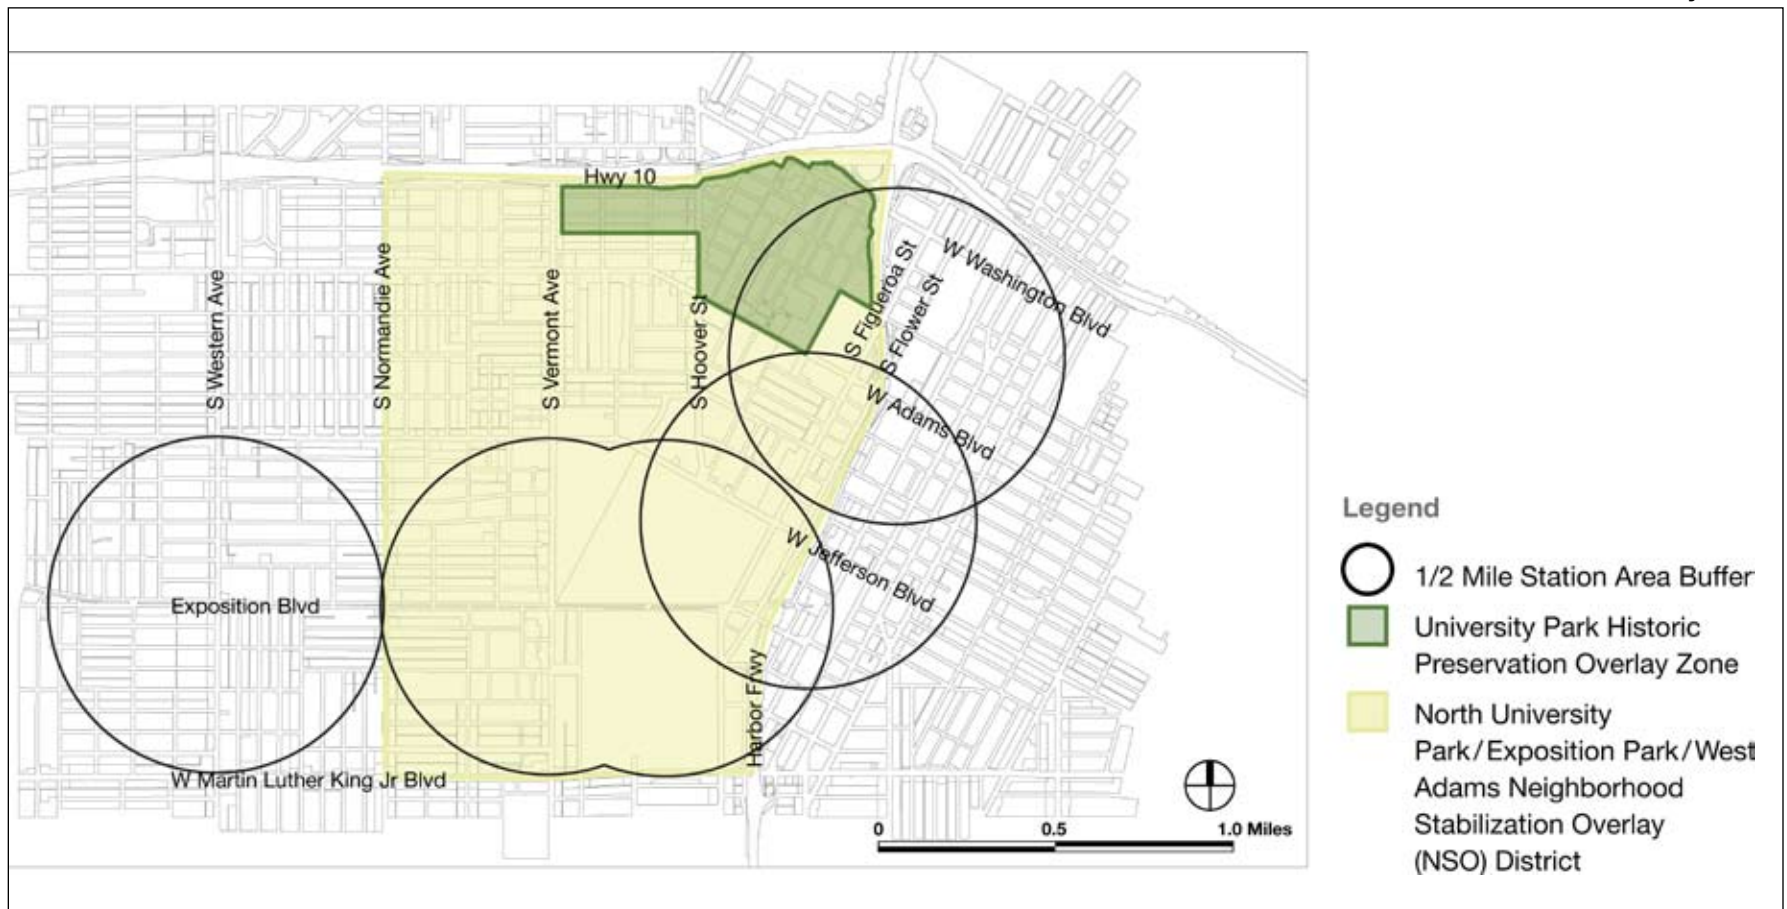 Hwy 10
S Western Ave
S Normandie Ave
S Vermont Ave
S Hoover St
S Figueroa St
S Flower St
W Washington Blvd
W Adams Blvd
W Jefferson Blvd
Exposition Blvd
Harbor Frwy
W Martin Luther King Jr Blvd
0 0.5 1.0 Miles
Legend
1/2 Mile Station Area Buffer
University Park Historic
Preservation Overlay Zone
North University
Park/Exposition Park/West
Adams Neighborhood
Stabilization Overlay
(NSO) District